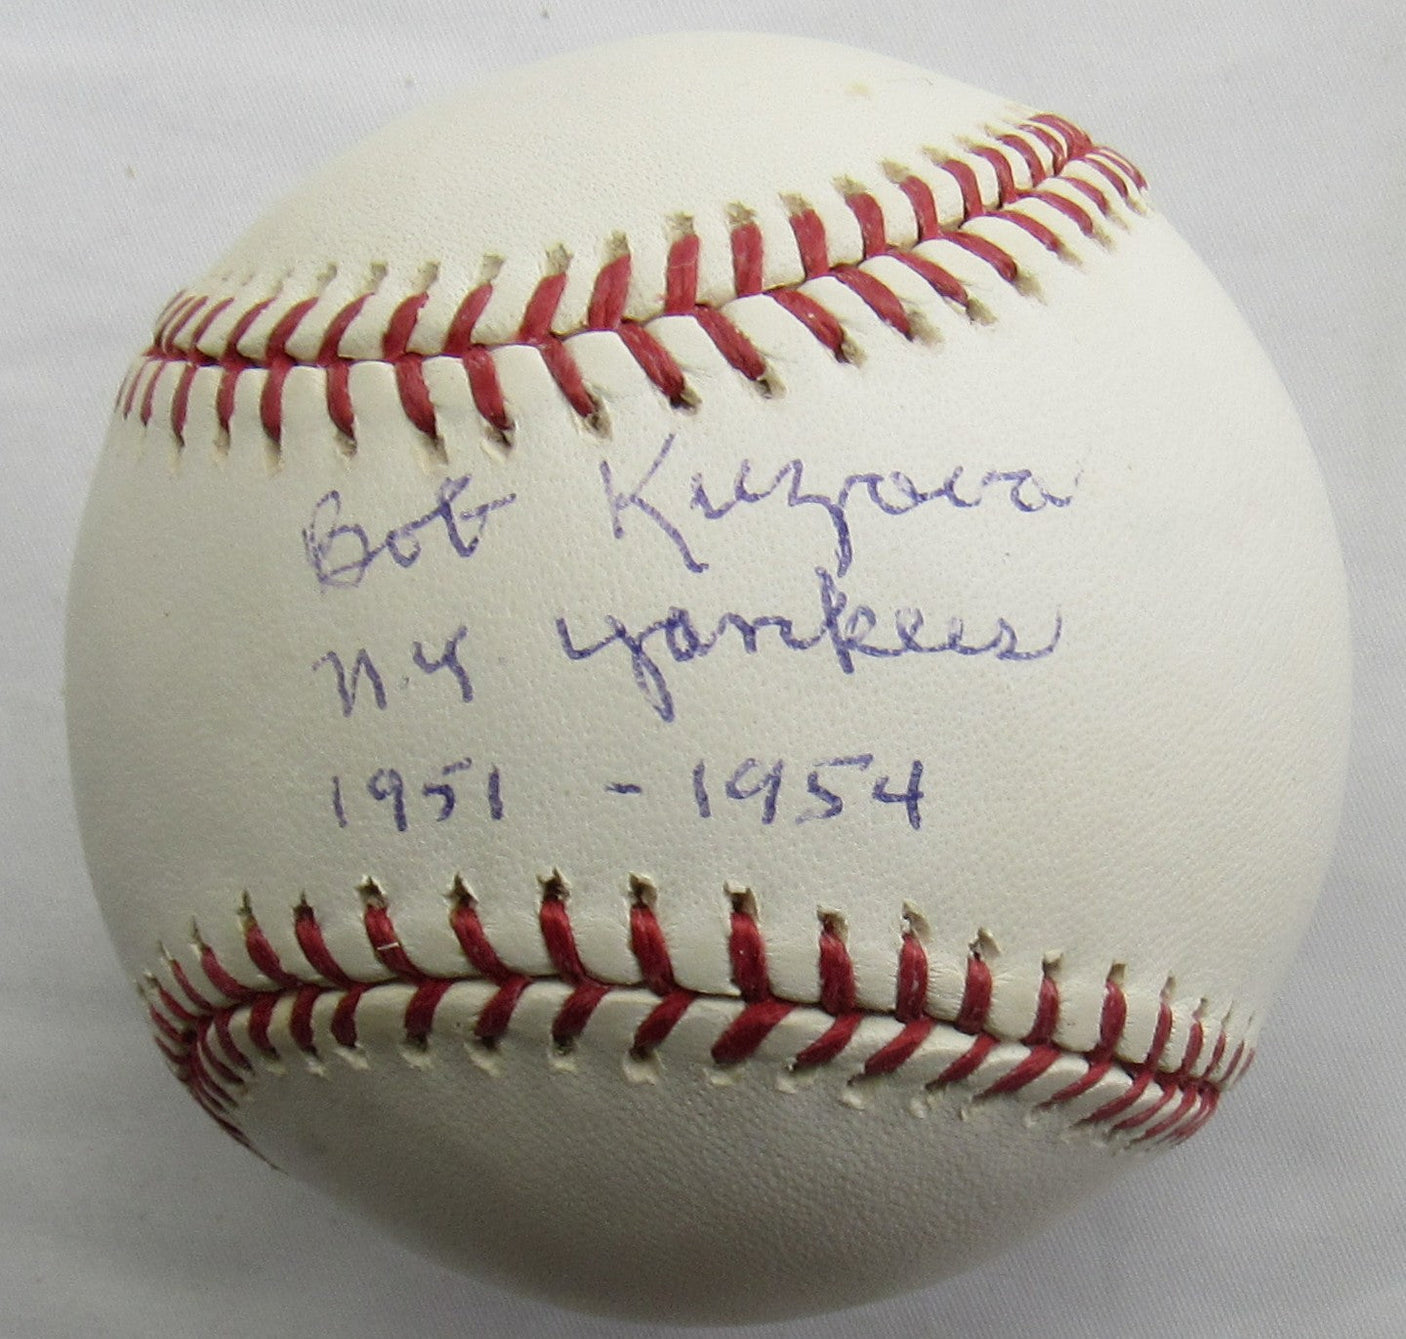 Bob Kuzava
N.Y. Yankees
1951 - 1954